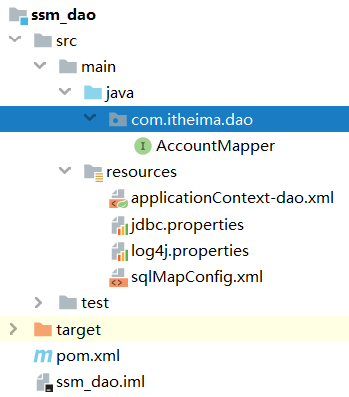 ssm_dao
src
main
java
com.itheima.dao
I AccountMapper
resources
applicationContext-dao.xml
jdbc.properties
log4j.properties
sqlMapConfig.xml
test
target
m pom.xml
ssm_dao.iml